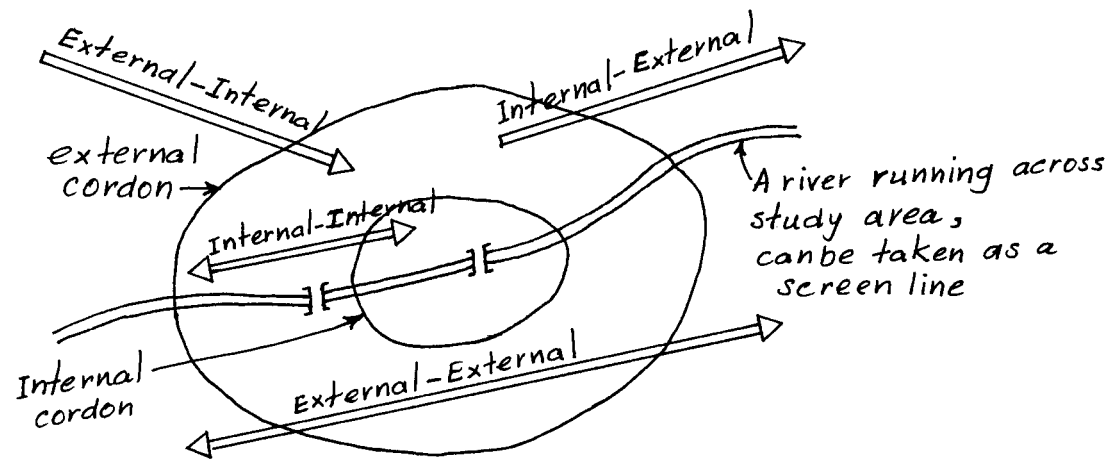 External-Internal
Internal-External
external
cordon
Internal-Internal
A river running across
study area,
canbe taken as a
screen line
Internal
cordon
External-External